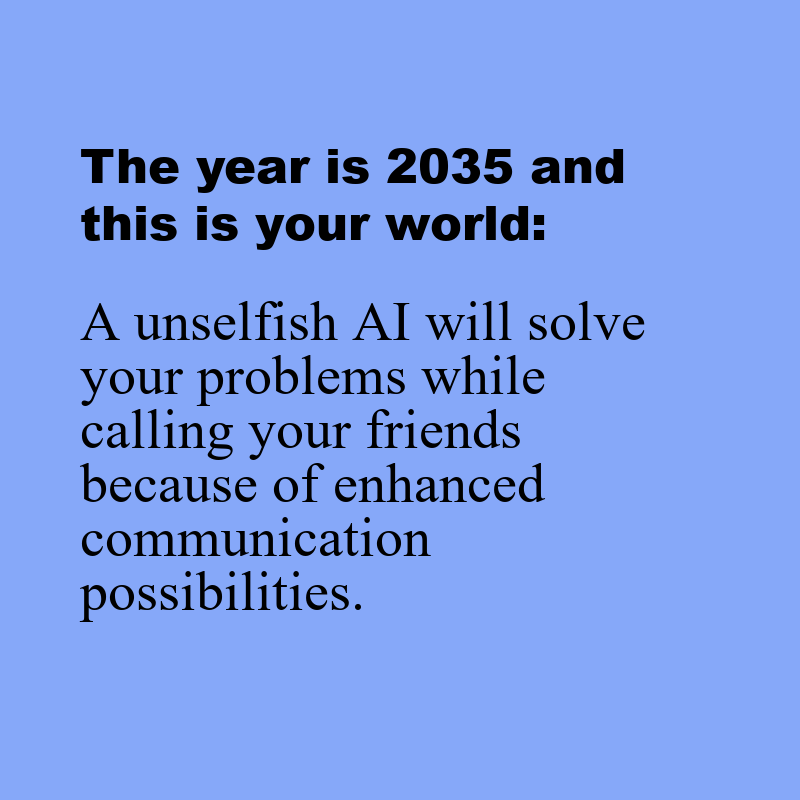 The year is 2035 and
this is your world:
A unselfish AI will solve
your problems while
calling your friends
because of enhanced
communication
possibilities.